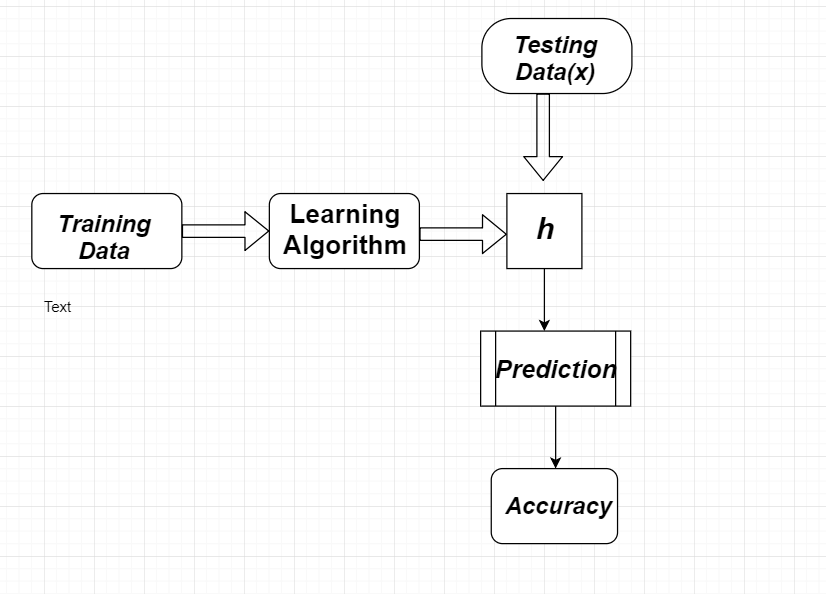 Testing
Data(x)
Training
Data
Learning
Algorithm
h
Text
Prediction
Accuracy